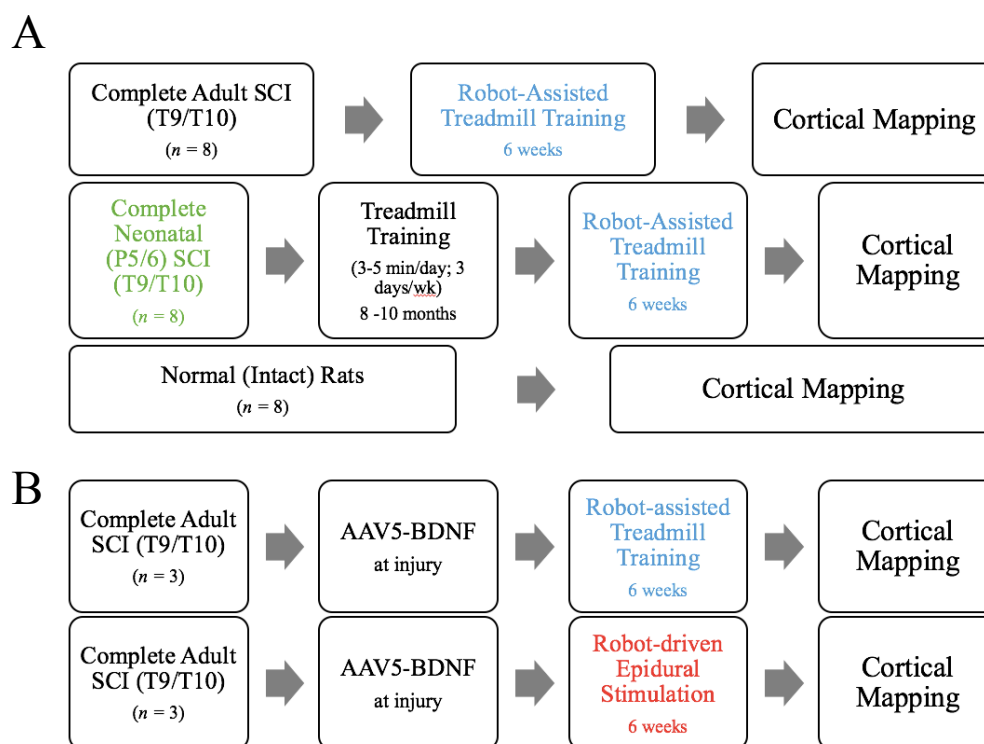 A
Complete Adult SCI
(T9/T10)
(n = 8)
Robot-Assisted
Treadmill Training
6 weeks
Cortical Mapping
Complete
Neonatal
(P5/6) SCI
(T9/T10)
(n = 8)
Treadmill
Training
(3-5 min/day; 3
days/wk)
8 -10 months
Robot-Assisted
Treadmill
Training
6 weeks
Cortical
Mapping
Normal (Intact) Rats
(n = 8)
Cortical Mapping
B
Complete Adult
SCI (T9/T10)
(n = 3)
AAV5-BDNF
at injury
Robot-assisted
Treadmill
Training
6 weeks
Cortical
Mapping
Complete Adult
SCI (T9/T10)
(n = 3)
AAV5-BDNF
at injury
Robot-driven
Epidural
Stimulation
6 weeks
Cortical
Mapping